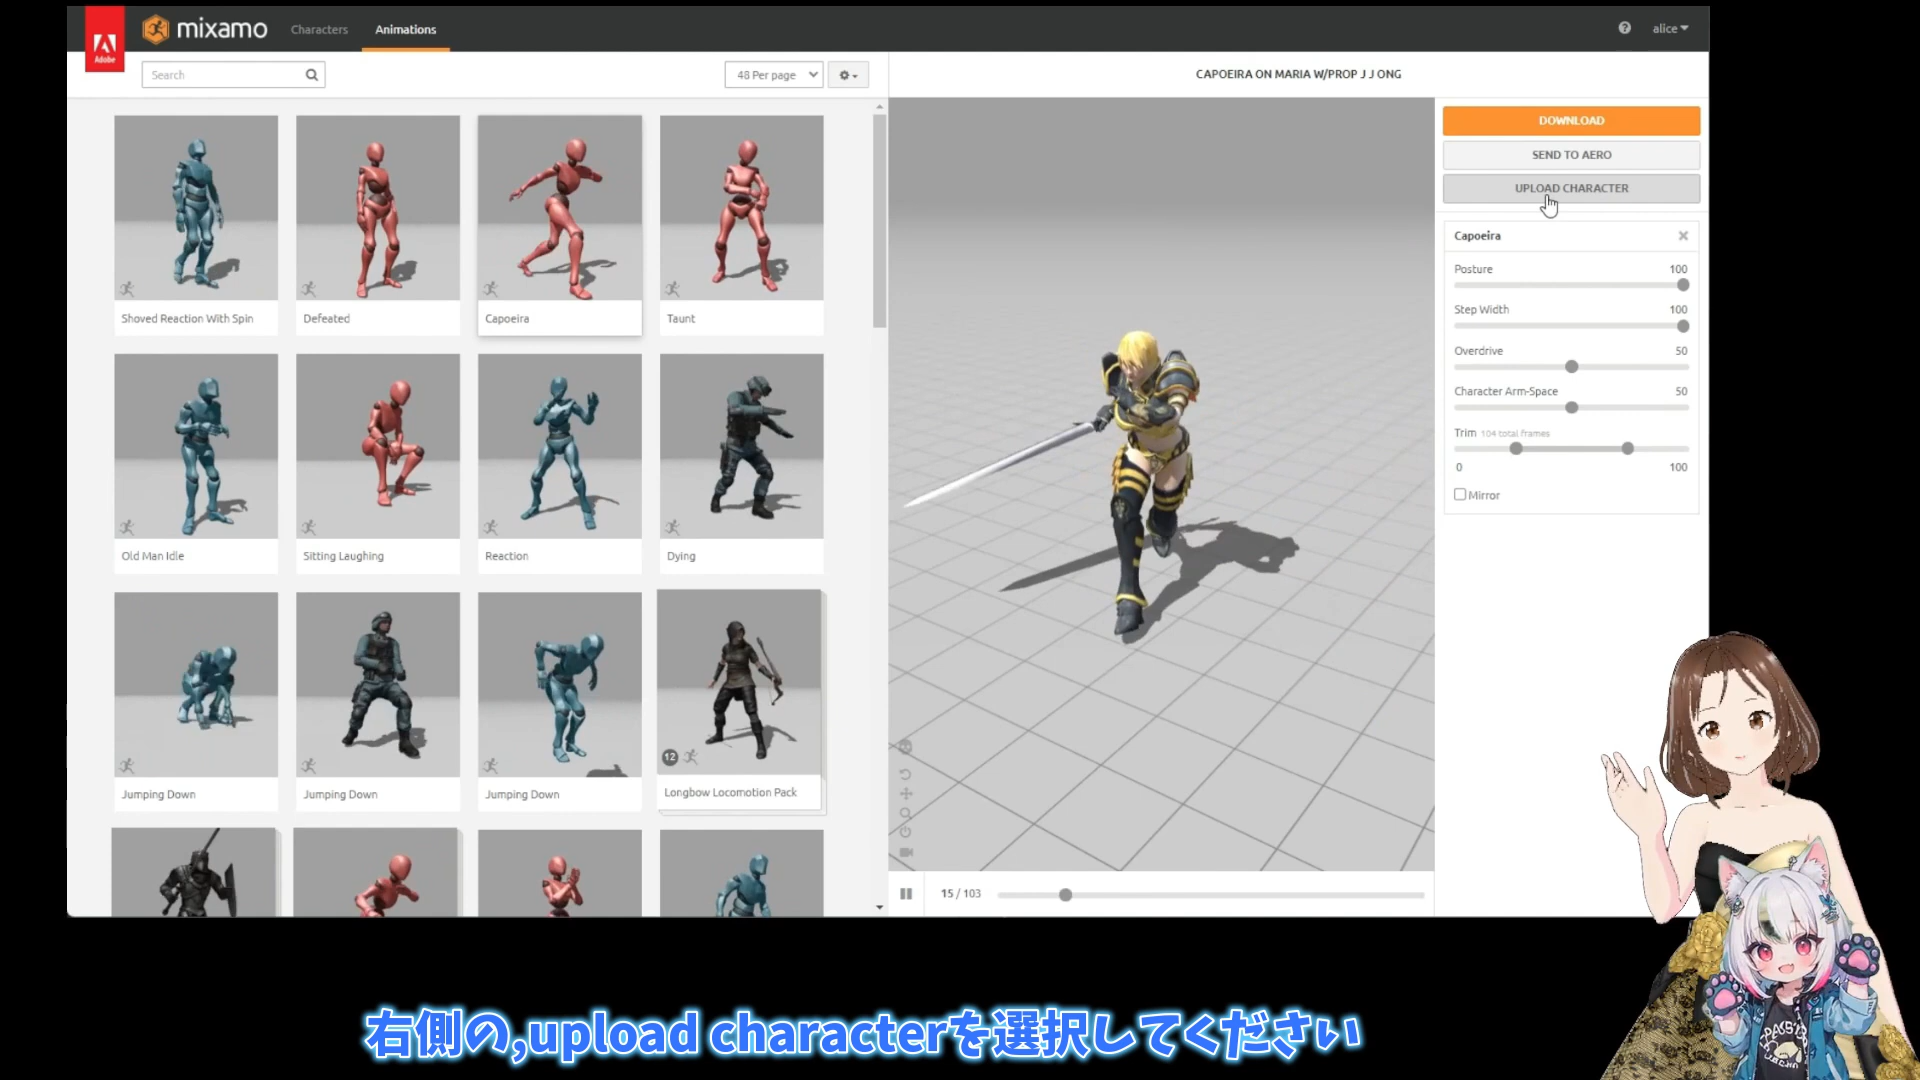 Adobe
mixamo
Characters
Animations
alice
Search
48 Per page
CAPOEIRA ON MARIA W/PROP J J ONG
DOWNLOAD
SEND TO AERO
UPLOAD CHARACTER
Capoeira
Posture 100
Step Width 100
Overdrive 50
Character Arm-Space 50
Trim 104 total frames
0 100
Mirror
Shoved Reaction With Spin
Defeated
Capoeira
Taunt
Old Man Idle
Sitting Laughing
Reaction
Dying
Jumping Down
Jumping Down
Jumping Down
12
Longbow Locomotion Pack
15 / 103
右側の,upload characterを選択してください